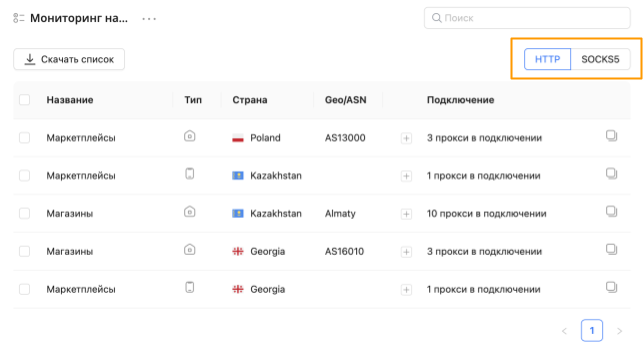 Мониторинг на... ...
Поиск
Скачать список
HTTP SOCKS5
Название Тип Страна Geo/ASN Подключение
Маркетплейсы Poland AS13000 3 прокси в подключении
Маркетплейсы Kazakhstan 1 прокси в подключении
Магазины Kazakhstan Almaty 10 прокси в подключении
Магазины Georgia AS16010 3 прокси в подключении
Маркетплейсы Georgia 1 прокси в подключении
< 1 >